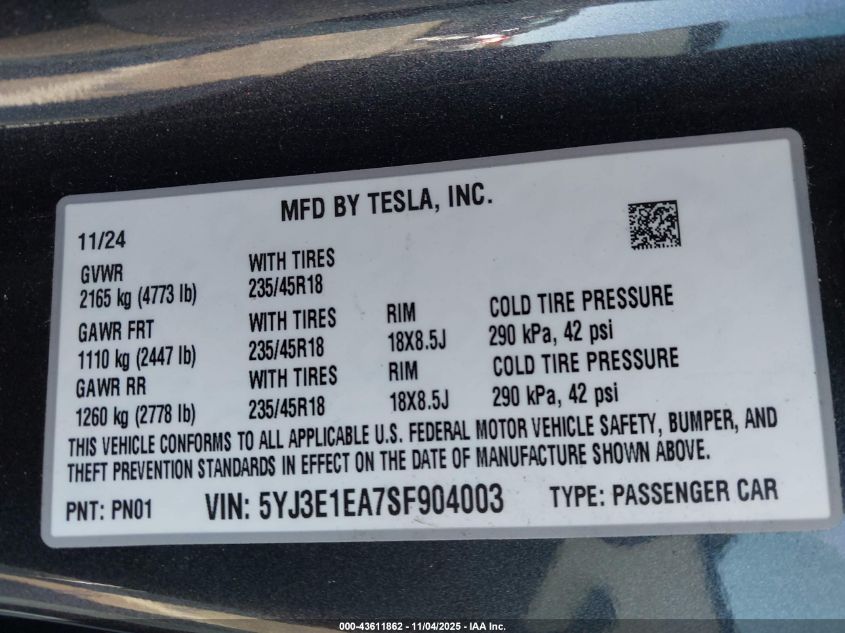 MFD BY TESLA, INC.
11/24
GVWR WITH TIRES
2165 kg (4773 lb) 235/45R18
GAWR FRT WITH TIRES RIM COLD TIRE PRESSURE
1110 kg (2447 lb) 235/45R18 18X8.5J 290 kPa, 42 psi
GAWR RR WITH TIRES RIM COLD TIRE PRESSURE
1260 kg (2778 lb) 235/45R18 18X8.5J 290 kPa, 42 psi
THIS VEHICLE CONFORMS TO ALL APPLICABLE U.S. FEDERAL MOTOR VEHICLE SAFETY, BUMPER, AND
THEFT PREVENTION STANDARDS IN EFFECT ON THE DATE OF MANUFACTURE SHOWN ABOVE.
PNT: PN01 VIN: 5YJ3E1EA7SF904003 TYPE: PASSENGER CAR
000-43611862 - 11/04/2025 - IAA Inc.